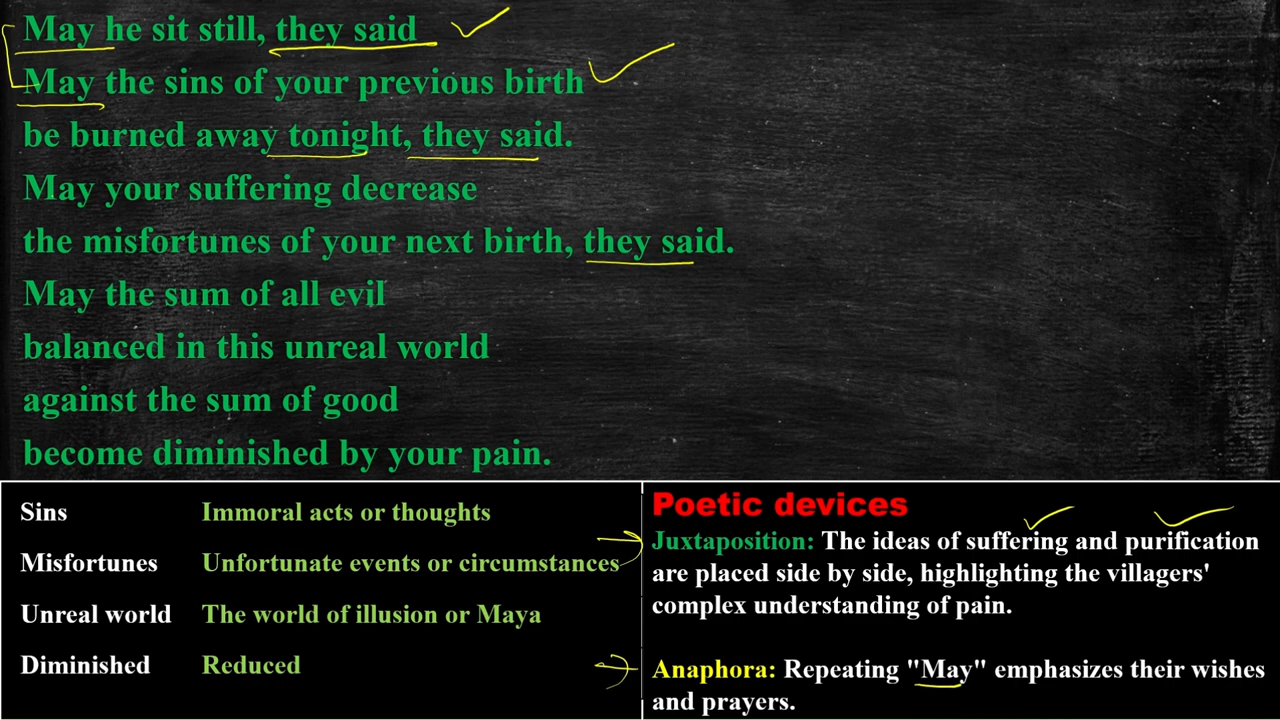 May he sit still, they said
May the sins of your previous birth
be burned away tonight, they said.
May your suffering decrease
the misfortunes of your next birth, they said.
May the sum of all evil
balanced in this unreal world
against the sum of good
become diminished by your pain.
Sins Immoral acts or thoughts
Misfortunes Unfortunate events or circumstances
Unreal world The world of illusion or Maya
Diminished Reduced
Poetic devices
Juxtaposition: The ideas of suffering and purification
are placed side by side, highlighting the villagers'
complex understanding of pain.
Anaphora: Repeating "May" emphasizes their wishes
and prayers.